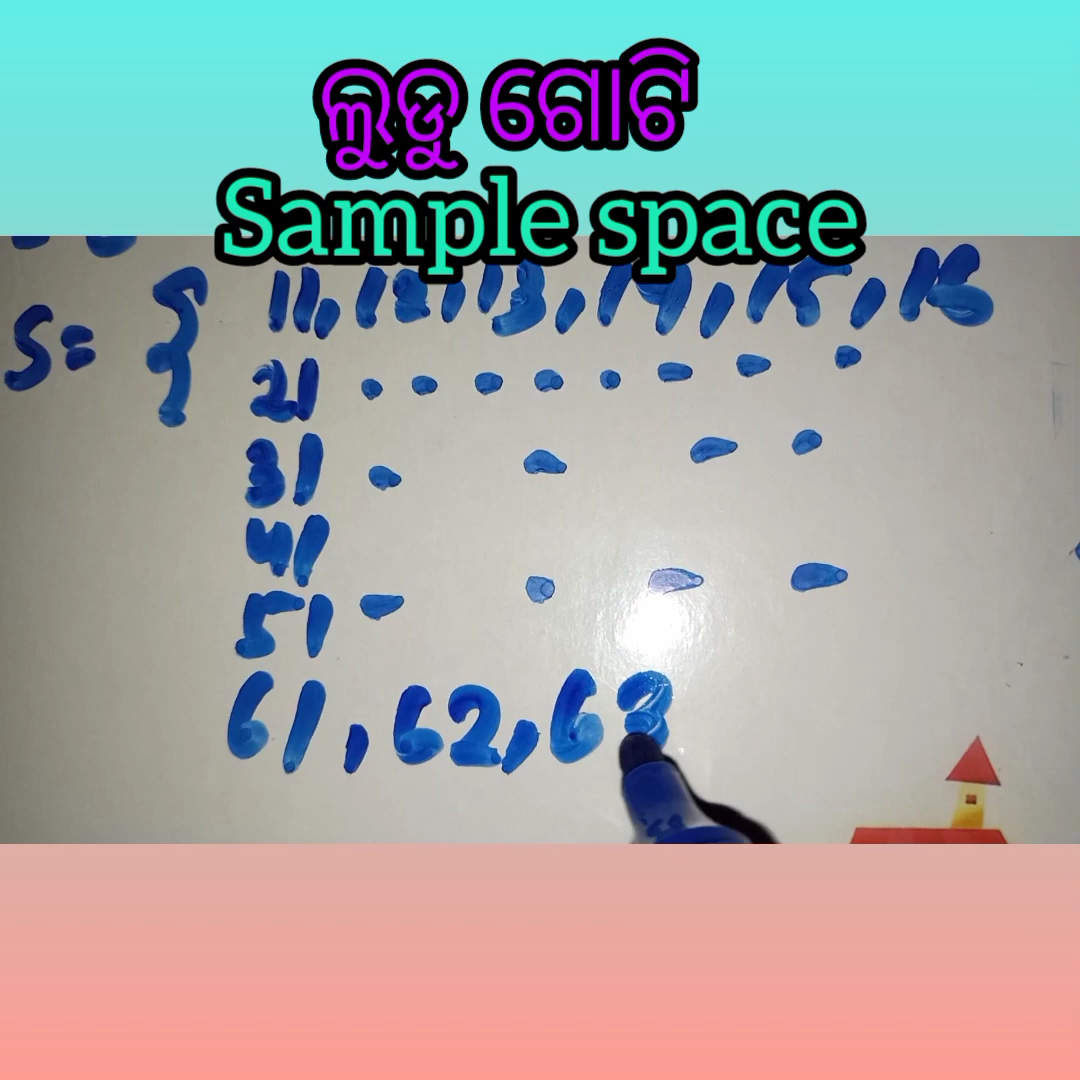 ଲୁଡୁ ଗୋଟି
Sample space
S= { 11, 12, 13, 14, 15, 16
21 . . . . . - - .
31 - - - .
41
51 - . - -
61, 62, 63